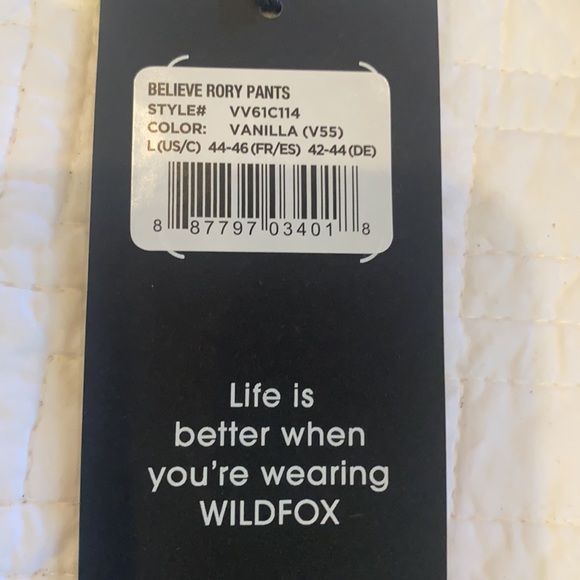 BELIEVE RORY PANTS
STYLE# VV61C114
COLOR: VANILLA (V55)
L(US/C) 44-46(FR/ES) 42-44(DE)
8 87797 03401 8
Life is
better when
you're wearing
WILDFOX